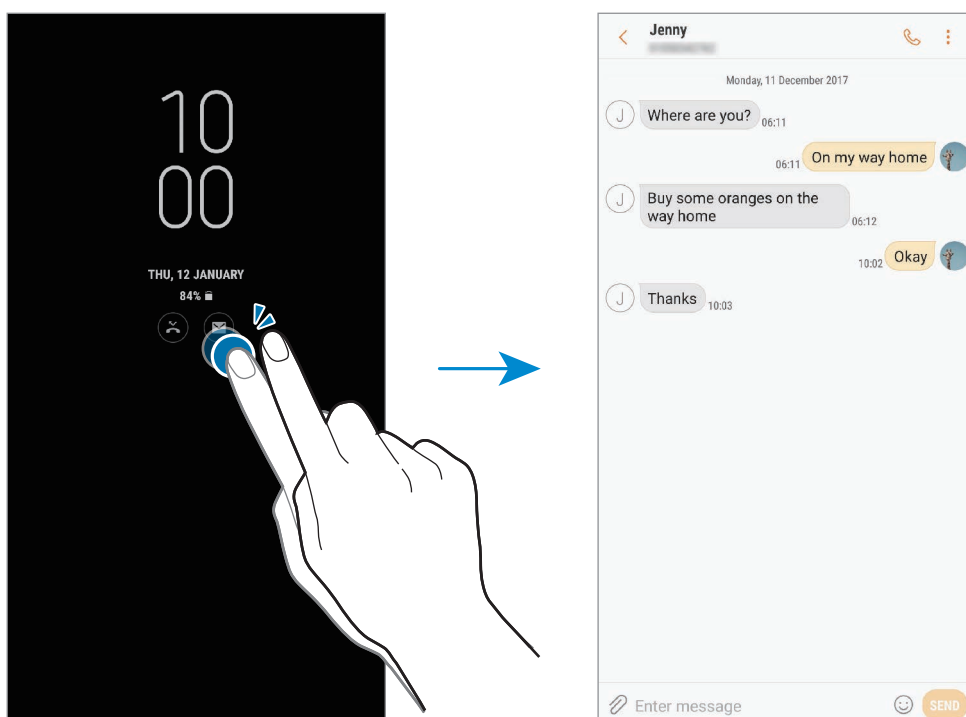 10
00
THU, 12 JANUARY
84%
Jenny
Monday, 11 December 2017
J
Where are you?
06:11
06:11
On my way home
J
Buy some oranges on the
way home
06:12
10:02
Okay
J
Thanks
10:03
Enter message
SEND